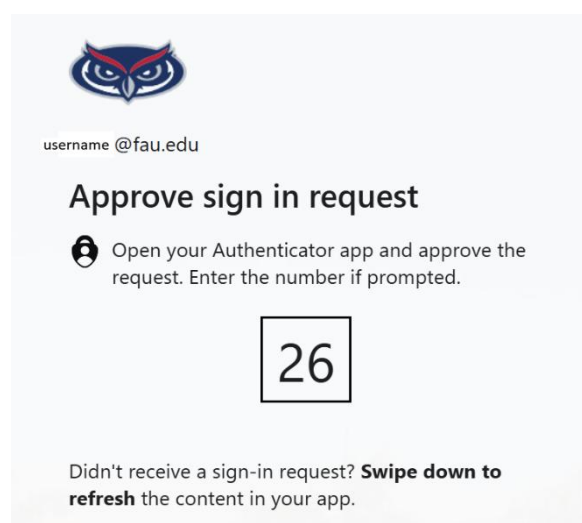 username @fau.edu
Approve sign in request
Open your Authenticator app and approve the
request. Enter the number if prompted.
26
Didn't receive a sign-in request? Swipe down to
refresh the content in your app.